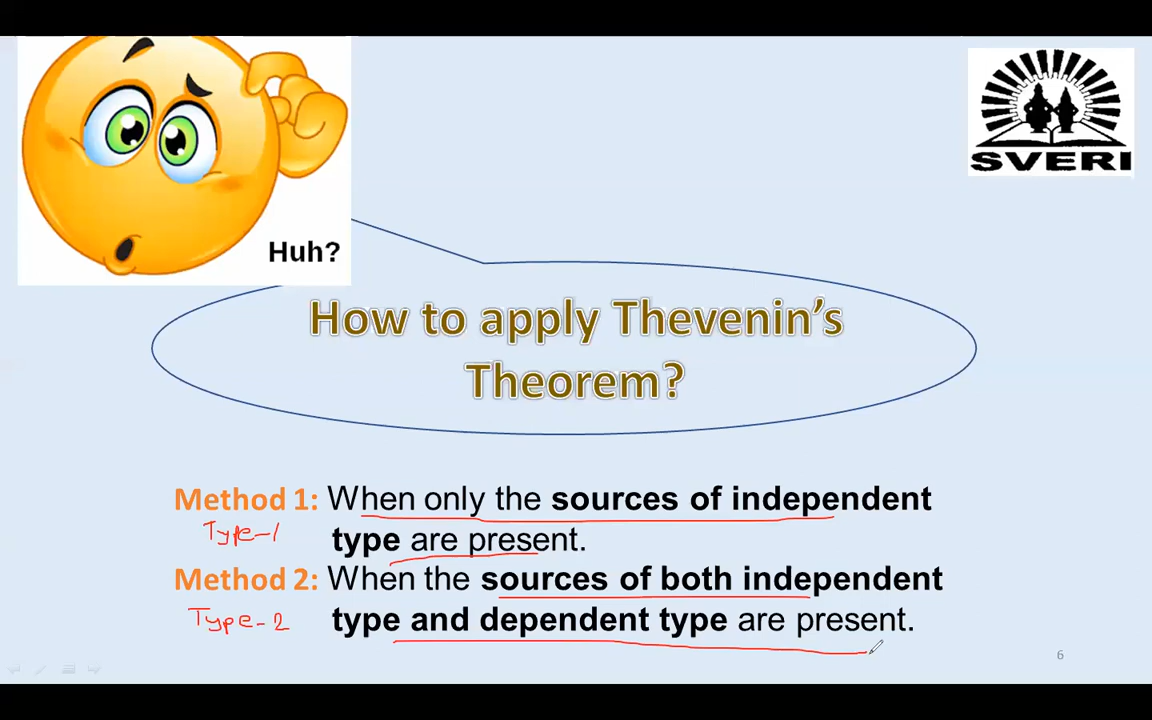 SVERI
Huh?
How to apply Thevenin’s
Theorem?
Method 1: When only the sources of independent
Type-1 type are present.
Method 2: When the sources of both independent
Type-2 type and dependent type are present.
6